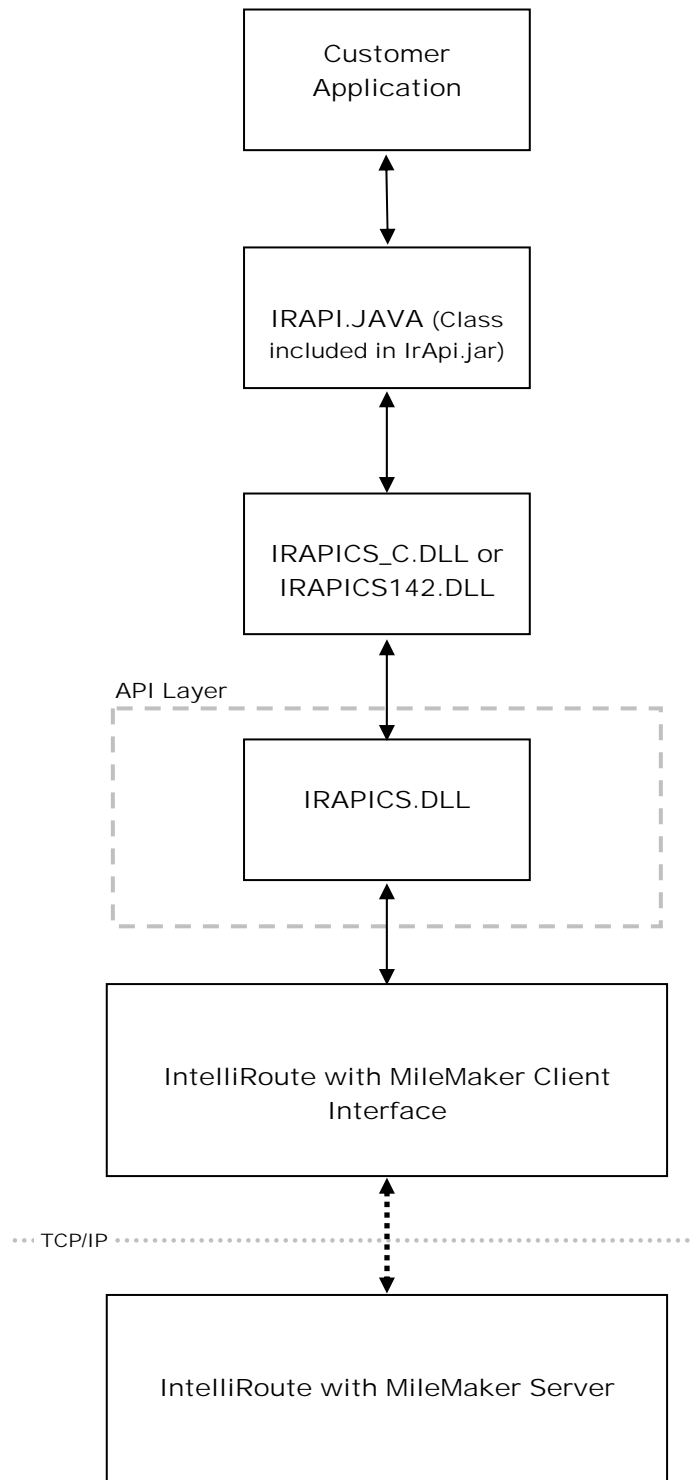 Customer
Application
IRAPI.JAVA (Class
included in IrApi.jar)
IRAPICS_C.DLL or
IRAPICS142.DLL
API Layer
IRAPICS.DLL
IntelliRoute with MileMaker Client
Interface
TCP/IP
IntelliRoute with MileMaker Server